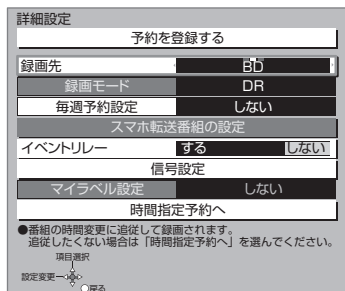 詳細設定
予約を登録する
録画先 BD
録画モード DR
毎週予約設定 しない
スマホ転送番組の設定
イベントリレー する しない
信号設定
マイラベル設定 しない
時間指定予約へ
●番組の時間変更に追従して録画されます。
追従したくない場合は「時間指定予約へ」を選んでください。
項目選択
設定変更
戻る